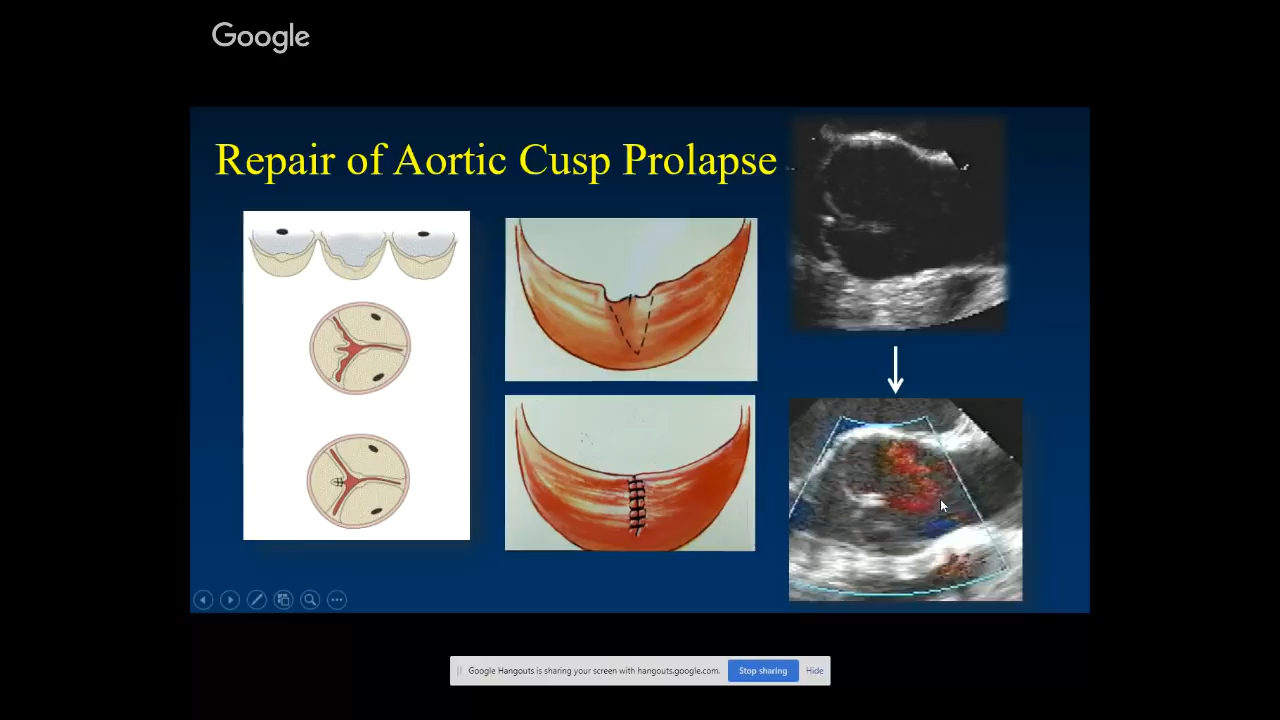 Google
Repair of Aortic Cusp Prolapse
Google Hangouts is sharing your screen with hangouts.google.com.
Stop sharing
Hide